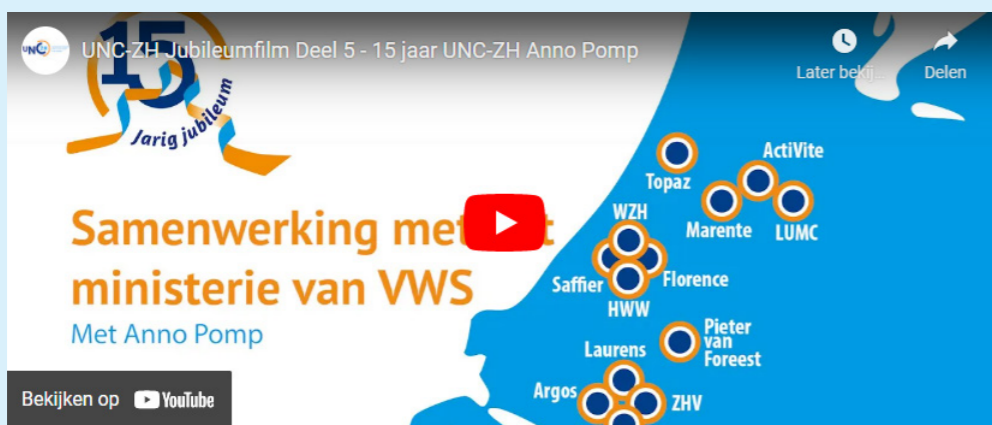 UNC
UNC-ZH Jubileumfilm Deel 5 - 15 jaar UNC-ZH Anno Pomp
Later bekij...
Delen
15
Jarig jubileum
Samenwerking met t
ministerie van VWS
Met Anno Pomp
ActiVite
Topaz
Marente
LUMC
WZH
Saffier
Florence
HWW
Pieter
van
Foreest
Laurens
Argos
ZHV
Bekijken op YouTube